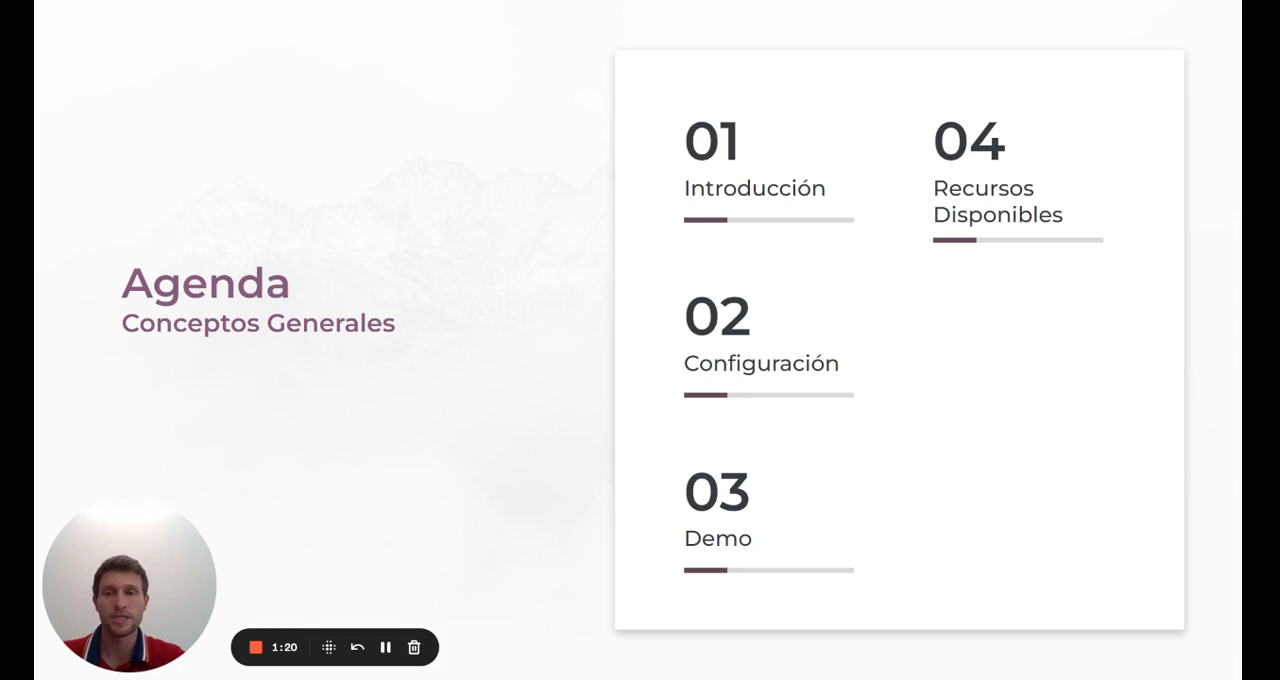 Agenda
Conceptos Generales
01
Introducción
02
Configuración
03
Demo
04
Recursos
Disponibles
1:20